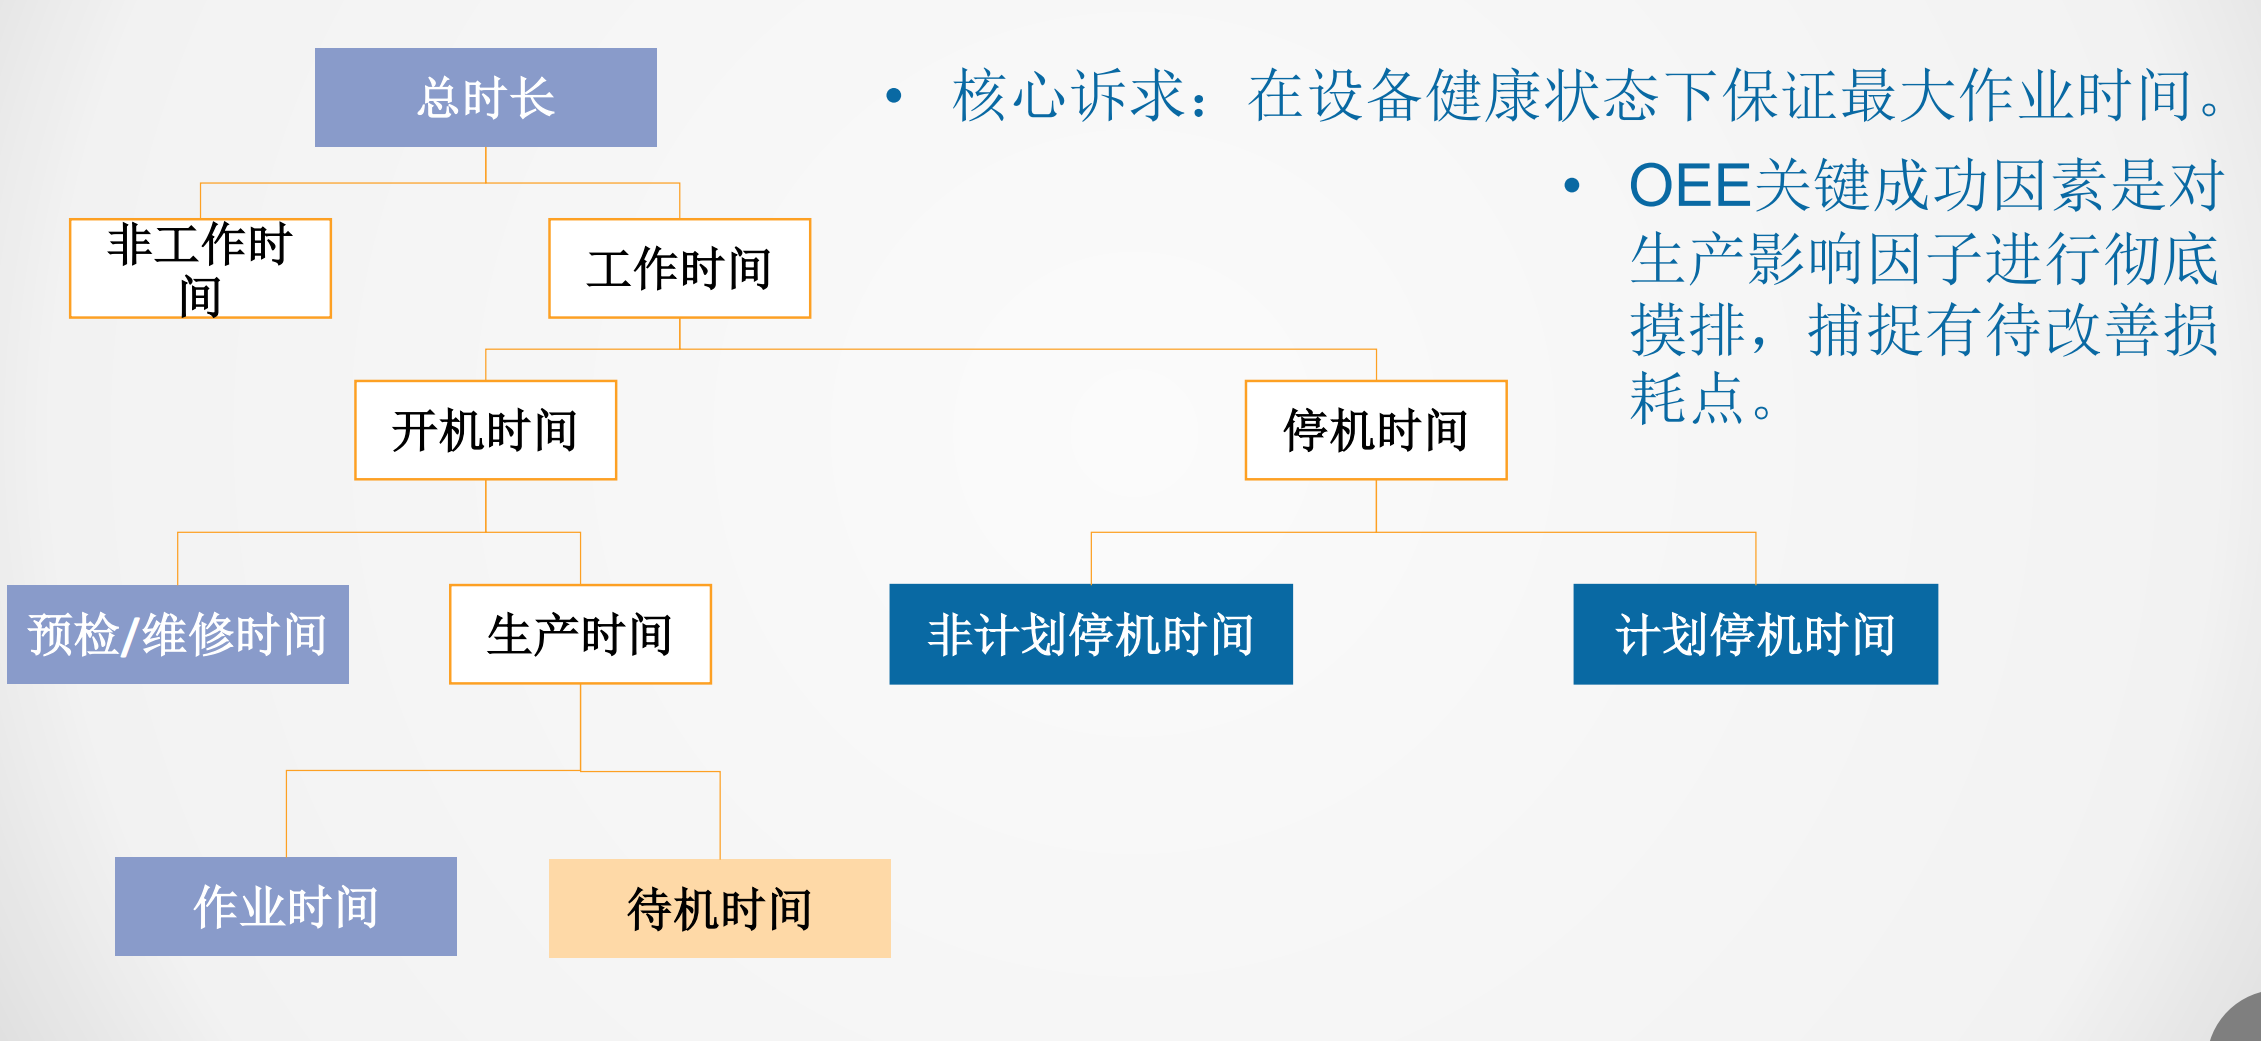 总时长
• 核心诉求：在设备健康状态下保证最大作业时间。
• OEE关键成功因素是对
生产影响因子进行彻底
摸排，捕捉有待改善损
耗点。
非工作时
间
工作时间
开机时间
停机时间
预检/维修时间
生产时间
非计划停机时间
计划停机时间
作业时间
待机时间